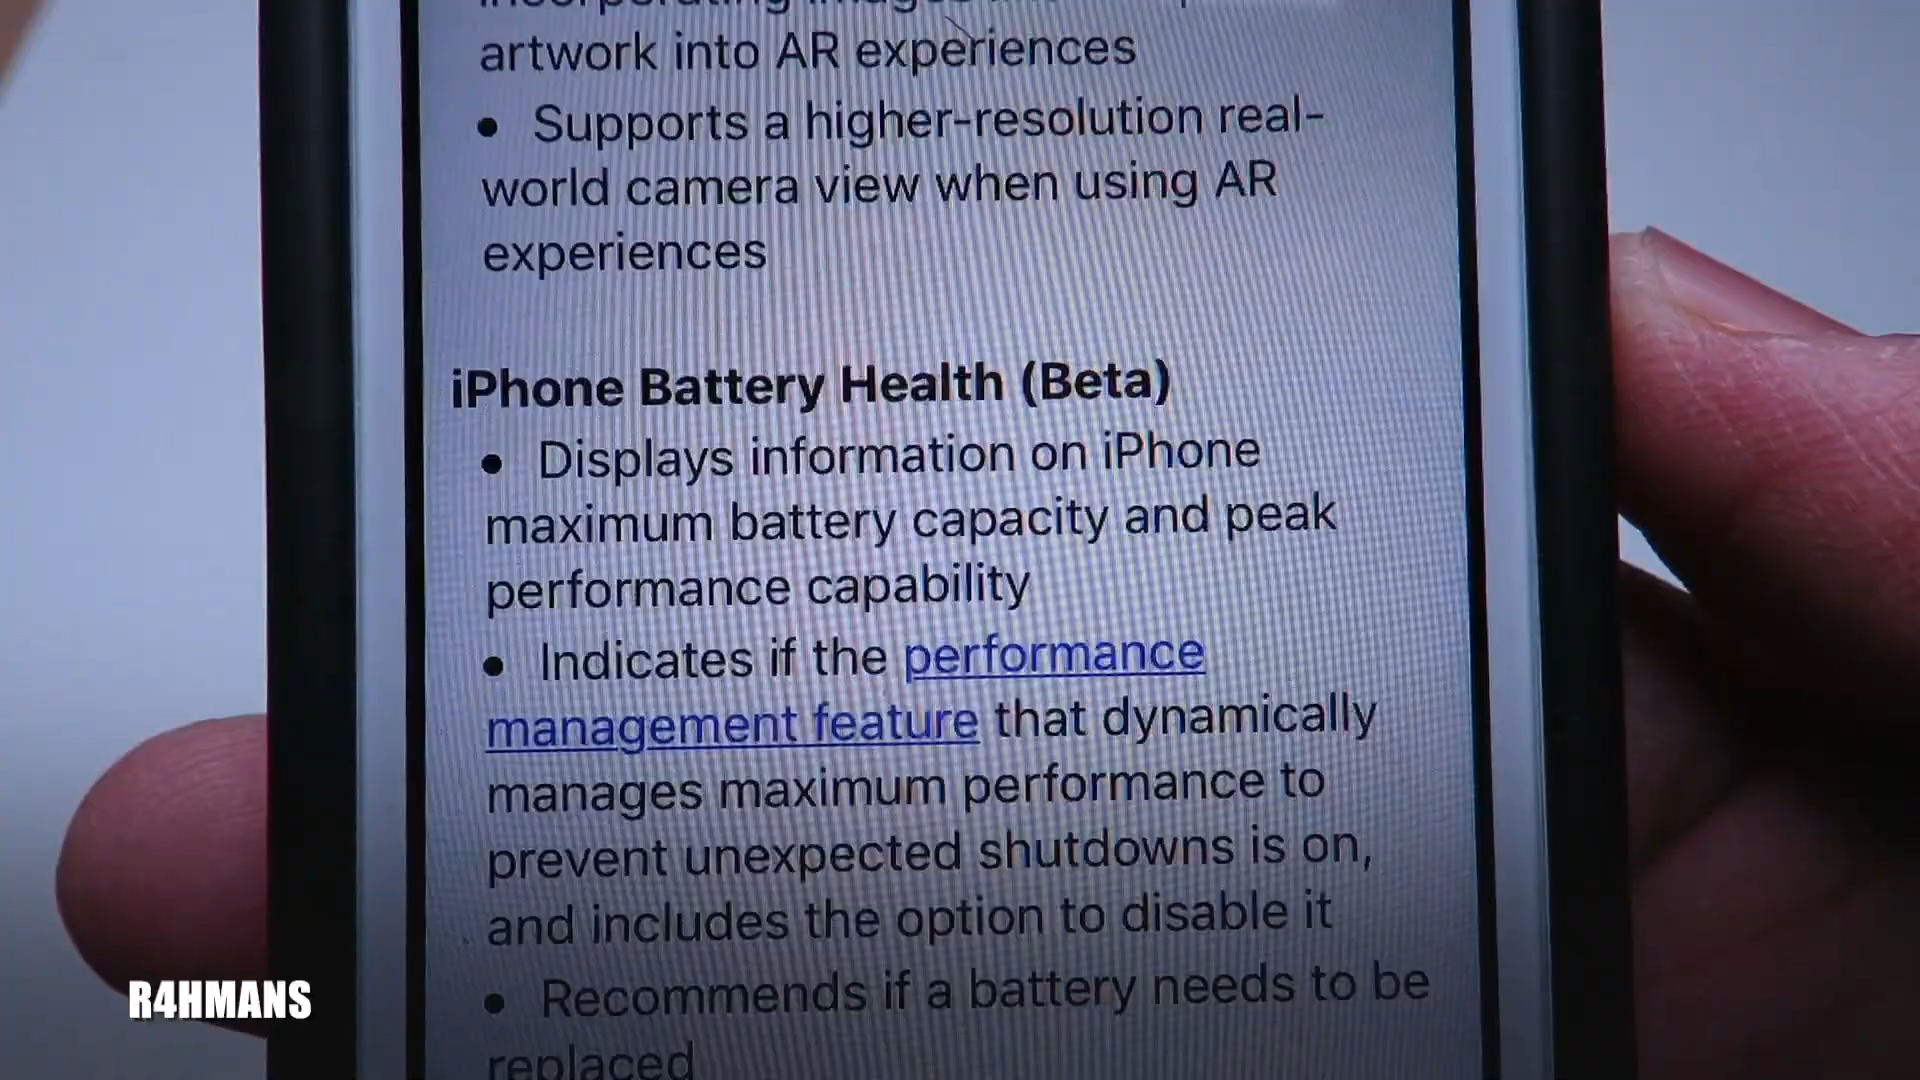 incorporating images
artwork into AR experiences
• Supports a higher-resolution real-
world camera view when using AR
experiences
iPhone Battery Health (Beta)
• Displays information on iPhone
maximum battery capacity and peak
performance capability
• Indicates if the performance
management feature that dynamically
manages maximum performance to
prevent unexpected shutdowns is on,
and includes the option to disable it
• Recommends if a battery needs to be
replaced
R4HMANS